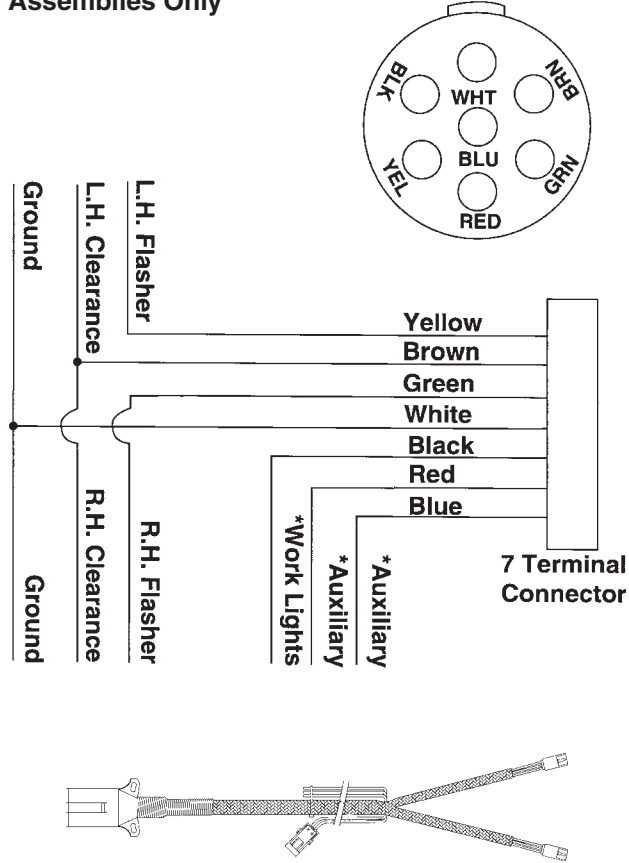 Assemblies Only
BLK
WHT
BRN
YEL
BLU
GRN
RED
Ground
L.H. Clearance
L.H. Flasher
Yellow
Brown
Green
White
Black
Red
Blue
Ground
R.H. Clearance
R.H. Flasher
*Work Lights
*Auxiliary
*Auxiliary
7 Terminal
Connector